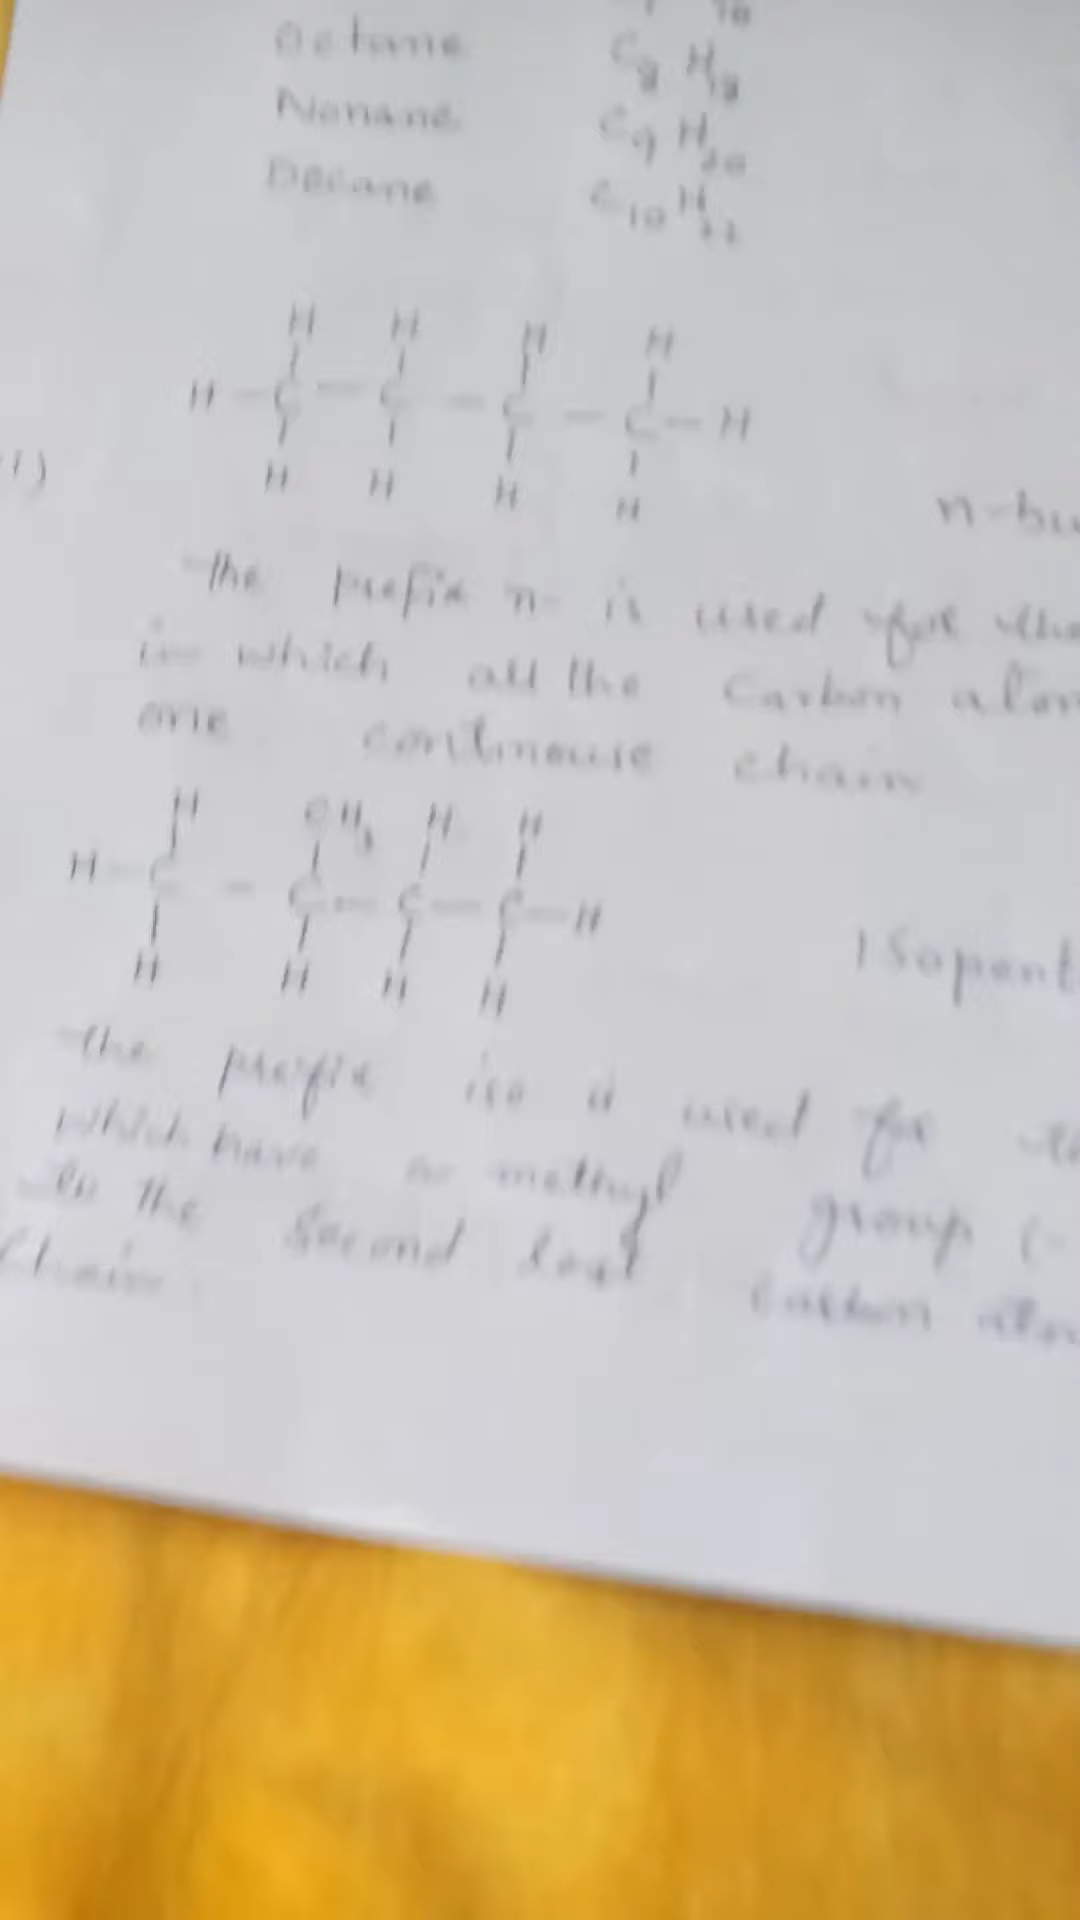 Octane C8 H18
Nonane C9 H20
Decane C10 H22
H H H H
H - C - C - C - C - H
H H H H
n-bu
The prefix n- is used for the
in which all the Carbon atom
one continouse chain
H CH3 H H
H - C - C - C - C - H
H H H H
Isopent
The prefix iso is used for th
which have a methyl group (-
to the Second last carbon atom
Chain